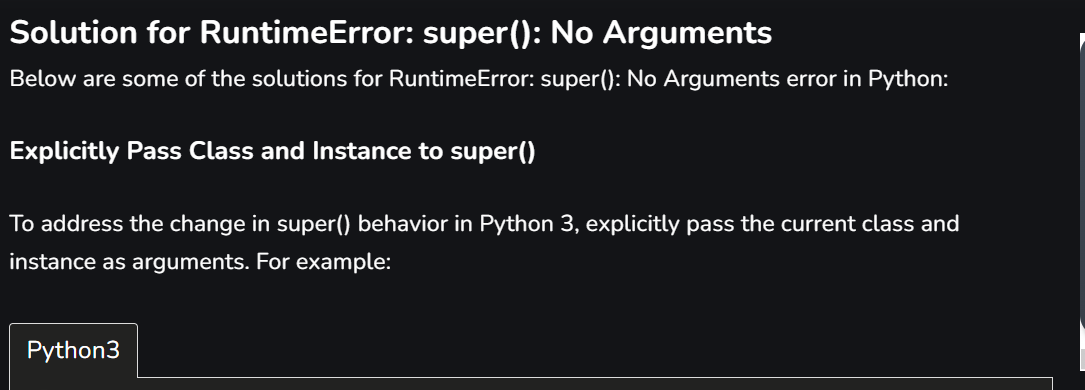 Solution for RuntimeError: super(): No Arguments
Below are some of the solutions for RuntimeError: super(): No Arguments error in Python:
Explicitly Pass Class and Instance to super()
To address the change in super() behavior in Python 3, explicitly pass the current class and
instance as arguments. For example:
Python3